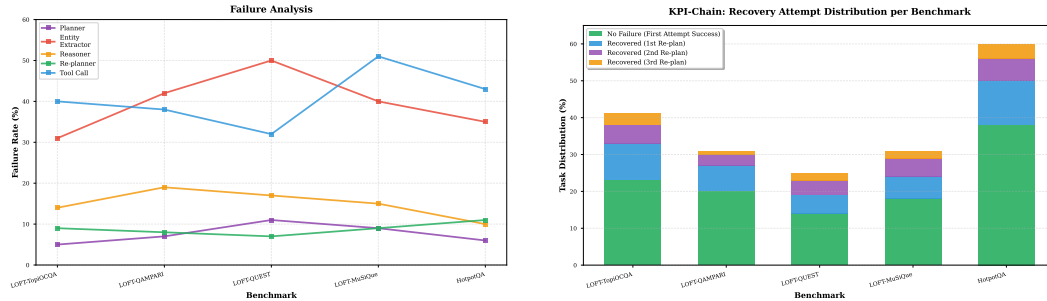 Failure Analysis
Planner
Entity
Extractor
Reasoner
Re-planner
Tool Call
Failure Rate (%)
60
50
40
30
20
10
0
LOFT-TopiOCQA
LOFT-QAMPARI
LOFT-QUEST
LOFT-MuSiQue
HotpotQA
Benchmark
KPI-Chain: Recovery Attempt Distribution per Benchmark
No Failure (First Attempt Success)
Recovered (1st Re-plan)
Recovered (2nd Re-plan)
Recovered (3rd Re-plan)
Task Distribution (%)
60
50
40
30
20
10
0
LOFT-TopiOCQA
LOFT-QAMPARI
LOFT-QUEST
LOFT-MuSiQue
HotpotQA
Benchmark